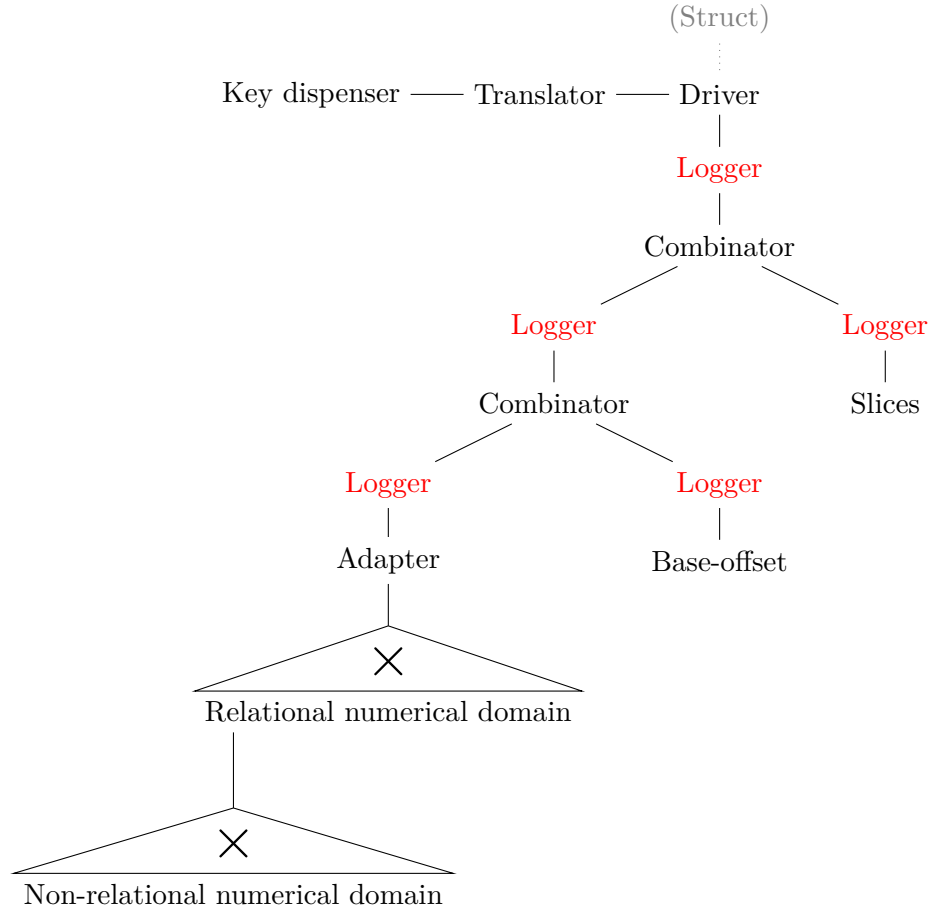 (Struct)
Key dispenser Translator Driver
Logger
Combinator
Logger Logger
Combinator Slices
Logger Logger
Adapter Base-offset
×
Relational numerical domain
×
Non-relational numerical domain